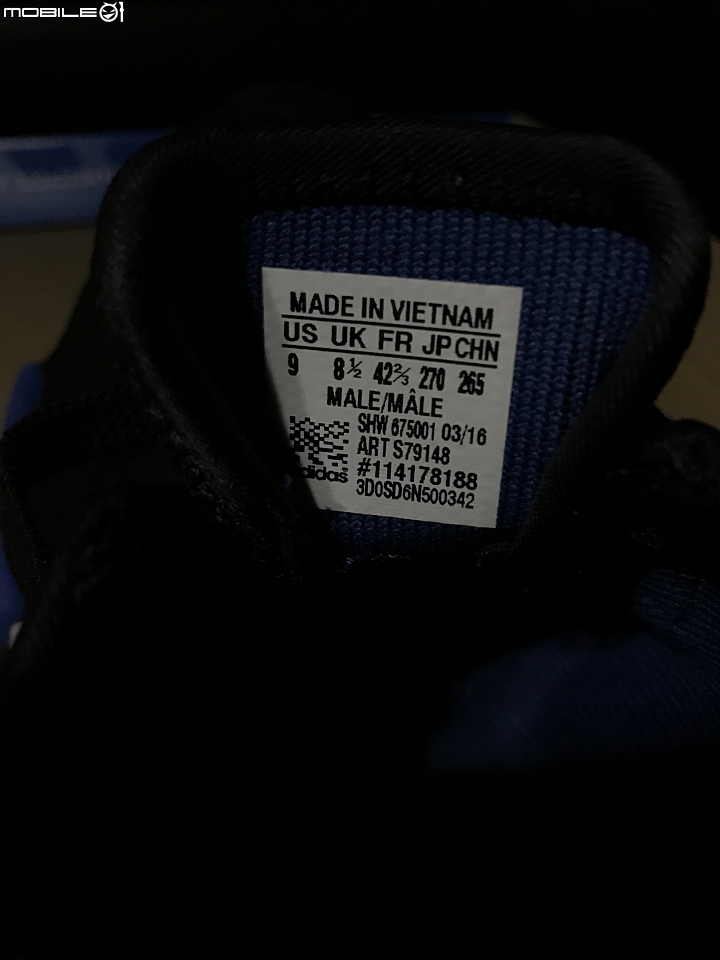 MOBILE01
MADE IN VIETNAM
US UK FR JP CHN
9 8½ 42⅔ 270 265
MALE/MÂLE
SHW 675001 03/16
ART S79148
#114178188
adidas
3D0SD6N500342